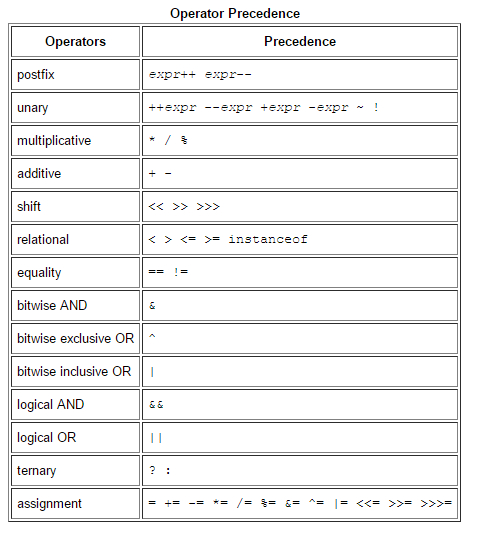 Operator Precedence
Operators Precedence
postfix expr++ expr--
unary ++expr --expr +expr -expr ~ !
multiplicative * / %
additive + -
shift << >> >>>
relational < > <= >= instanceof
equality == !=
bitwise AND &
bitwise exclusive OR ^
bitwise inclusive OR |
logical AND &&
logical OR ||
ternary ? :
assignment = += -= *= /= %= &= ^= |= <<= >>= >>>=